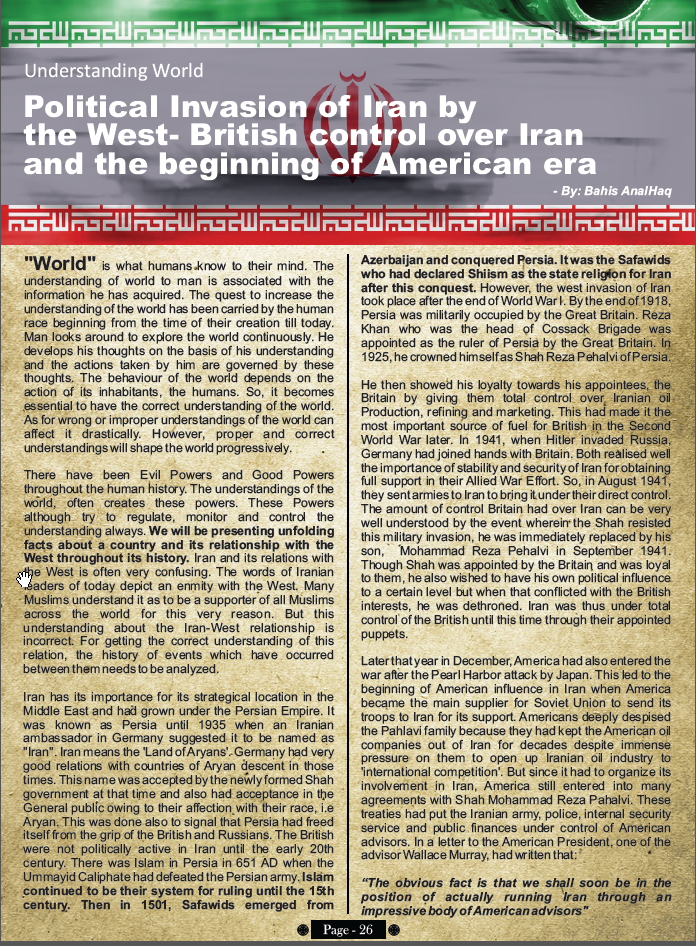 Understanding World
Political Invasion of Iran by
the West- British control over Iran
and the beginning of American era
- By: Bahis AnalHaq
"World" is what humans know to their mind. The
understanding of world to man is associated with the
information he has acquired. The quest to increase the
understanding of the world has been carried by the human
race beginning from the time of their creation till today.
Man looks around to explore the world continuously. He
develops his thoughts on the basis of his understanding
and the actions taken by him are governed by these
thoughts. The behaviour of the world depends on the
action of its inhabitants, the humans. So, it becomes
essential to have the correct understanding of the world.
As for wrong or improper understandings of the world can
affect it drastically. However, proper and correct
understandings will shape the world progressively.
There have been Evil Powers and Good Powers
throughout the human history. The understandings of the
world, often creates these powers. These Powers
although try to regulate, monitor and control the
understanding always. We will be presenting unfolding
facts about a country and its relationship with the
West throughout its history. Iran and its relations with
the West is often very confusing. The words of Iranian
leaders of today depict an enmity with the West. Many
Muslims understand it as to be a supporter of all Muslims
across the world for this very reason. But this
understanding about the Iran-West relationship is
incorrect. For getting the correct understanding of this
relation, the history of events which have occurred
between them needs to be analyzed.
Iran has its importance for its strategical location in the
Middle East and had grown under the Persian Empire. It
was known as Persia until 1935 when an Iranian
ambassador in Germany suggested it to be named as
"Iran". Iran means the 'Land of Aryans'. Germany had very
good relations with countries of Aryan descent in those
times. This name was accepted by the newly formed Shah
government at that time and also had acceptance in the
General public owing to their affection with their race, i.e
Aryan. This was done also to signal that Persia had freed
itself from the grip of the British and Russians. The British
were not politically active in Iran until the early 20th
century. There was Islam in Persia in 651 AD when the
Ummayid Caliphate had defeated the Persian army. Islam
continued to be their system for ruling until the 15th
century. Then in 1501, Safawids emerged from
Azerbaijan and conquered Persia. It was the Safawids
who had declared Shiism as the state religion for Iran
after this conquest. However, the west invasion of Iran
took place after the end of World War I. By the end of 1918,
Persia was militarily occupied by the Great Britain. Reza
Khan who was the head of Cossack Brigade was
appointed as the ruler of Persia by the Great Britain. In
1925, he crowned himself as Shah Reza Pehalvi of Persia.
He then showed his loyalty towards his appointees, the
Britain by giving them total control over Iranian oil
Production, refining and marketing. This had made it the
most important source of fuel for British in the Second
World War later. In 1941, when Hitler invaded Russia,
Germany had joined hands with Britain. Both realised well
the importance of stability and security of Iran for obtaining
full support in their Allied War Effort. So, in August 1941,
they sent armies to Iran to bring it under their direct control.
The amount of control Britain had over Iran can be very
well understood by the event wherein the Shah resisted
this military invasion, he was immediately replaced by his
son, Mohammad Reza Pehalvi in September 1941.
Though Shah was appointed by the Britain and was loyal
to them, he also wished to have his own political influence
to a certain level but when that conflicted with the British
interests, he was dethroned. Iran was thus under total
control of the British until this time through their appointed
puppets.
Later that year in December, America had also entered the
war after the Pearl Harbor attack by Japan. This led to the
beginning of American influence in Iran when America
became the main supplier for Soviet Union to send its
troops to Iran for its support. Americans deeply despised
the Pahlavi family because they had kept the American oil
companies out of Iran for decades despite immense
pressure on them to open up Iranian oil industry to
'international competition'. But since it had to organize its
involvement in Iran, America still entered into many
agreements with Shah Mohammad Reza Pahalvi. These
treaties had put the Iranian army, police, internal security
service and public finances under control of American
advisors. In a letter to the American President, one of the
advisor Wallace Murray, had written that:
“The obvious fact is that we shall soon be in the
position of actually running Iran through an
impressive body of American advisors"
Page - 26